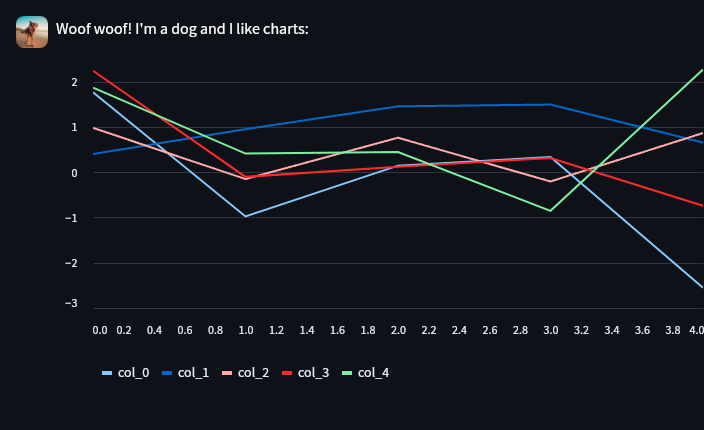 Woof woof! I'm a dog and I like charts:
2
1
0
−1
−2
−3
0.0 0.2 0.4 0.6 0.8 1.0 1.2 1.4 1.6 1.8 2.0 2.2 2.4 2.6 2.8 3.0 3.2 3.4 3.6 3.8 4.0
col_0 col_1 col_2 col_3 col_4